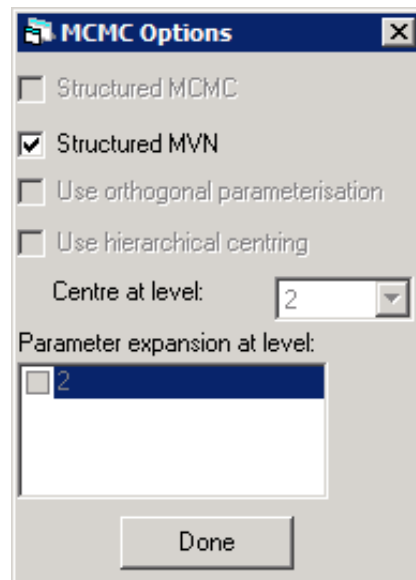 MCMC Options
Structured MCMC
Structured MVN
Use orthogonal parameterisation
Use hierarchical centring
Centre at level: 2
Parameter expansion at level:
2
Done